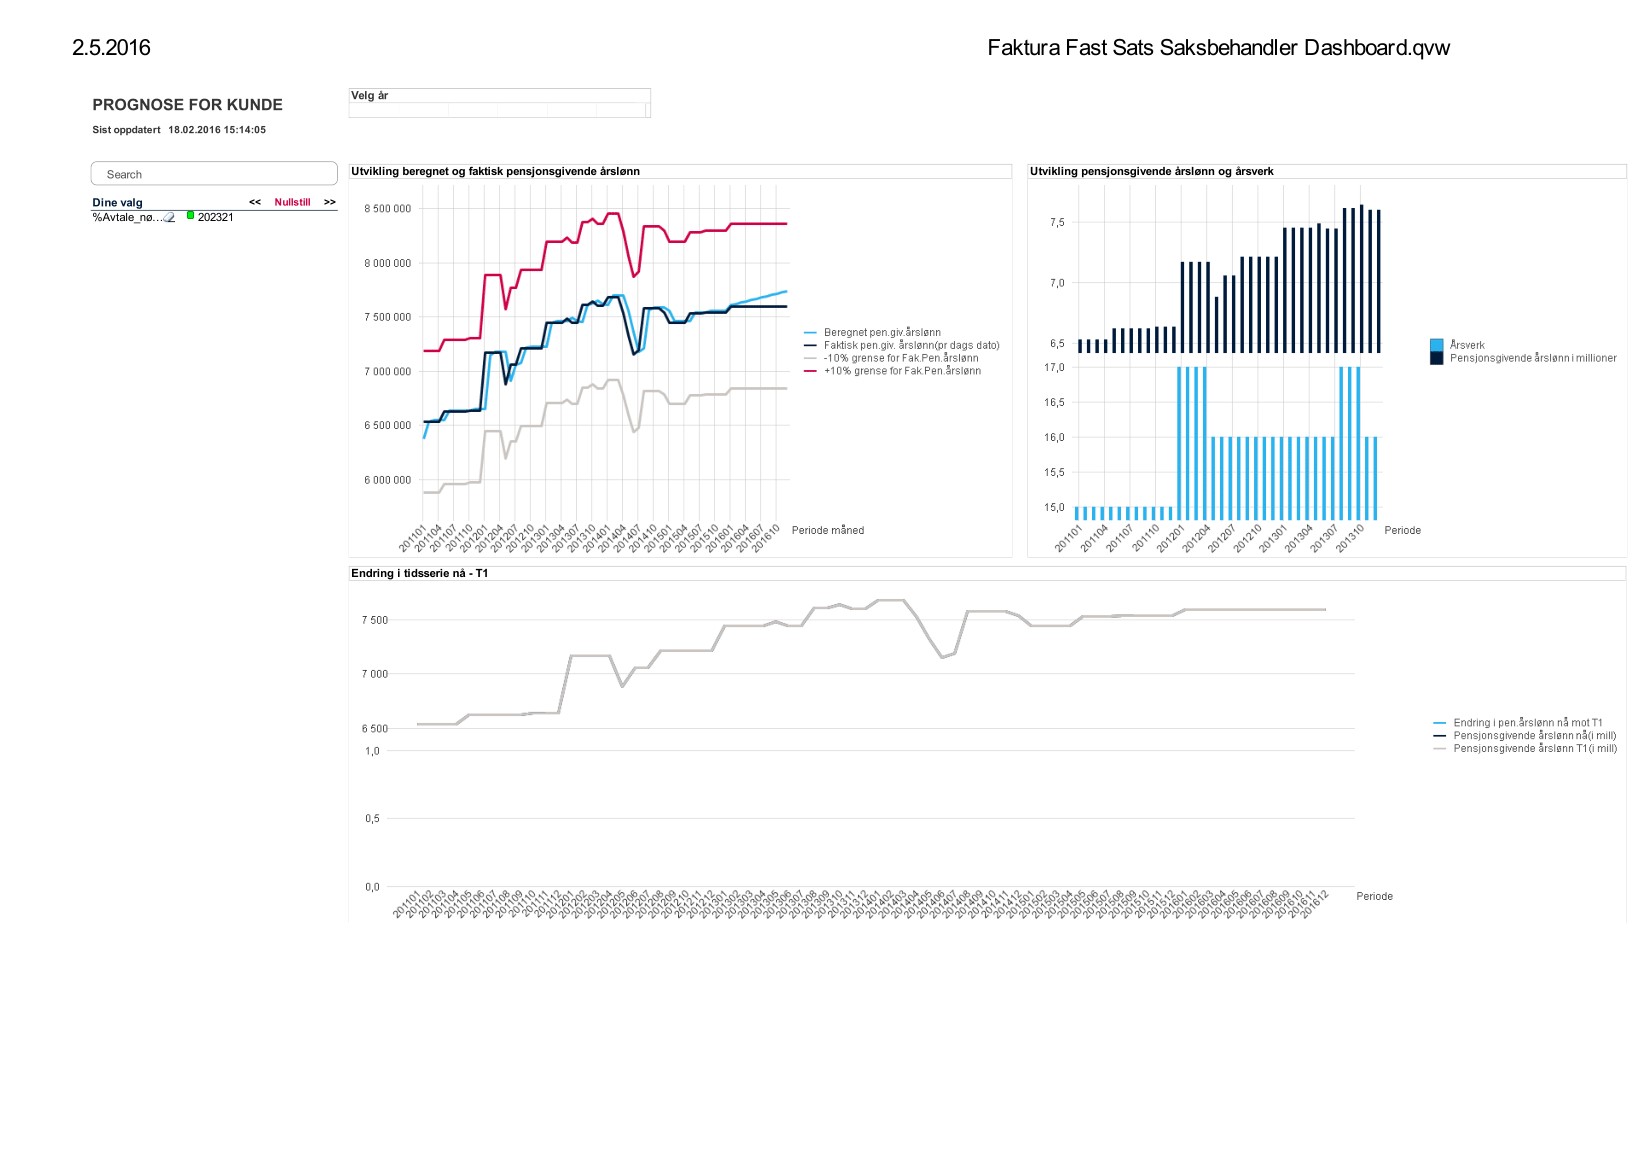 2.5.2016
Faktura Fast Sats Saksbehandler Dashboard.qvw
PROGNOSE FOR KUNDE
Sist oppdatert 18.02.2016 15:14:05
Velg år
Search
Dine valg << Nullstill >>
%Avtale_nø... 202321
Utvikling beregnet og faktisk pensjonsgivende årslønn
8 500 000
8 000 000
7 500 000
7 000 000
6 500 000
6 000 000
201101 201104 201107 201110 201201 201204 201207 201210 201301 201304 201307 201310 201401 201404 201407 201410 201501 201504 201507 201510 201601 201604 201607 201610
Periode måned
Beregnet pen.giv.årslønn
Faktisk pen.giv. årslønn(pr dags dato)
-10% grense for Fak.Pen.årslønn
+10% grense for Fak.Pen.årslønn
Utvikling pensjonsgivende årslønn og årsverk
7,5
7,0
6,5
17,0
16,5
16,0
15,5
15,0
201101 201104 201107 201110 201201 201204 201207 201210 201301 201304 201307 201310
Periode
Årsverk
Pensjonsgivende årslønn i millioner
Endring i tidsserie nå - T1
7 500
7 000
6 500
1,0
0,5
0,0
201101 201102 201103 201104 201105 201106 201107 201108 201109 201110 201111 201112 201201 201202 201203 201204 201205 201206 201207 201208 201209 201210 201211 201212 201301 201302 201303 201304 201305 201306 201307 201308 201309 201310 201311 201312 201401 201402 201403 201404 201405 201406 201407 201408 201409 201410 201411 201412 201501 201502 201503 201504 201505 201506 201507 201508 201509 201510 201511 201512 201601 201602 201603 201604 201605 201606 201607 201608 201609 201610 201611 201612
Periode
Endring i pen.årslønn nå mot T1
Pensjonsgivende årslønn nå(i mill)
Pensjonsgivende årslønn T1(i mill)